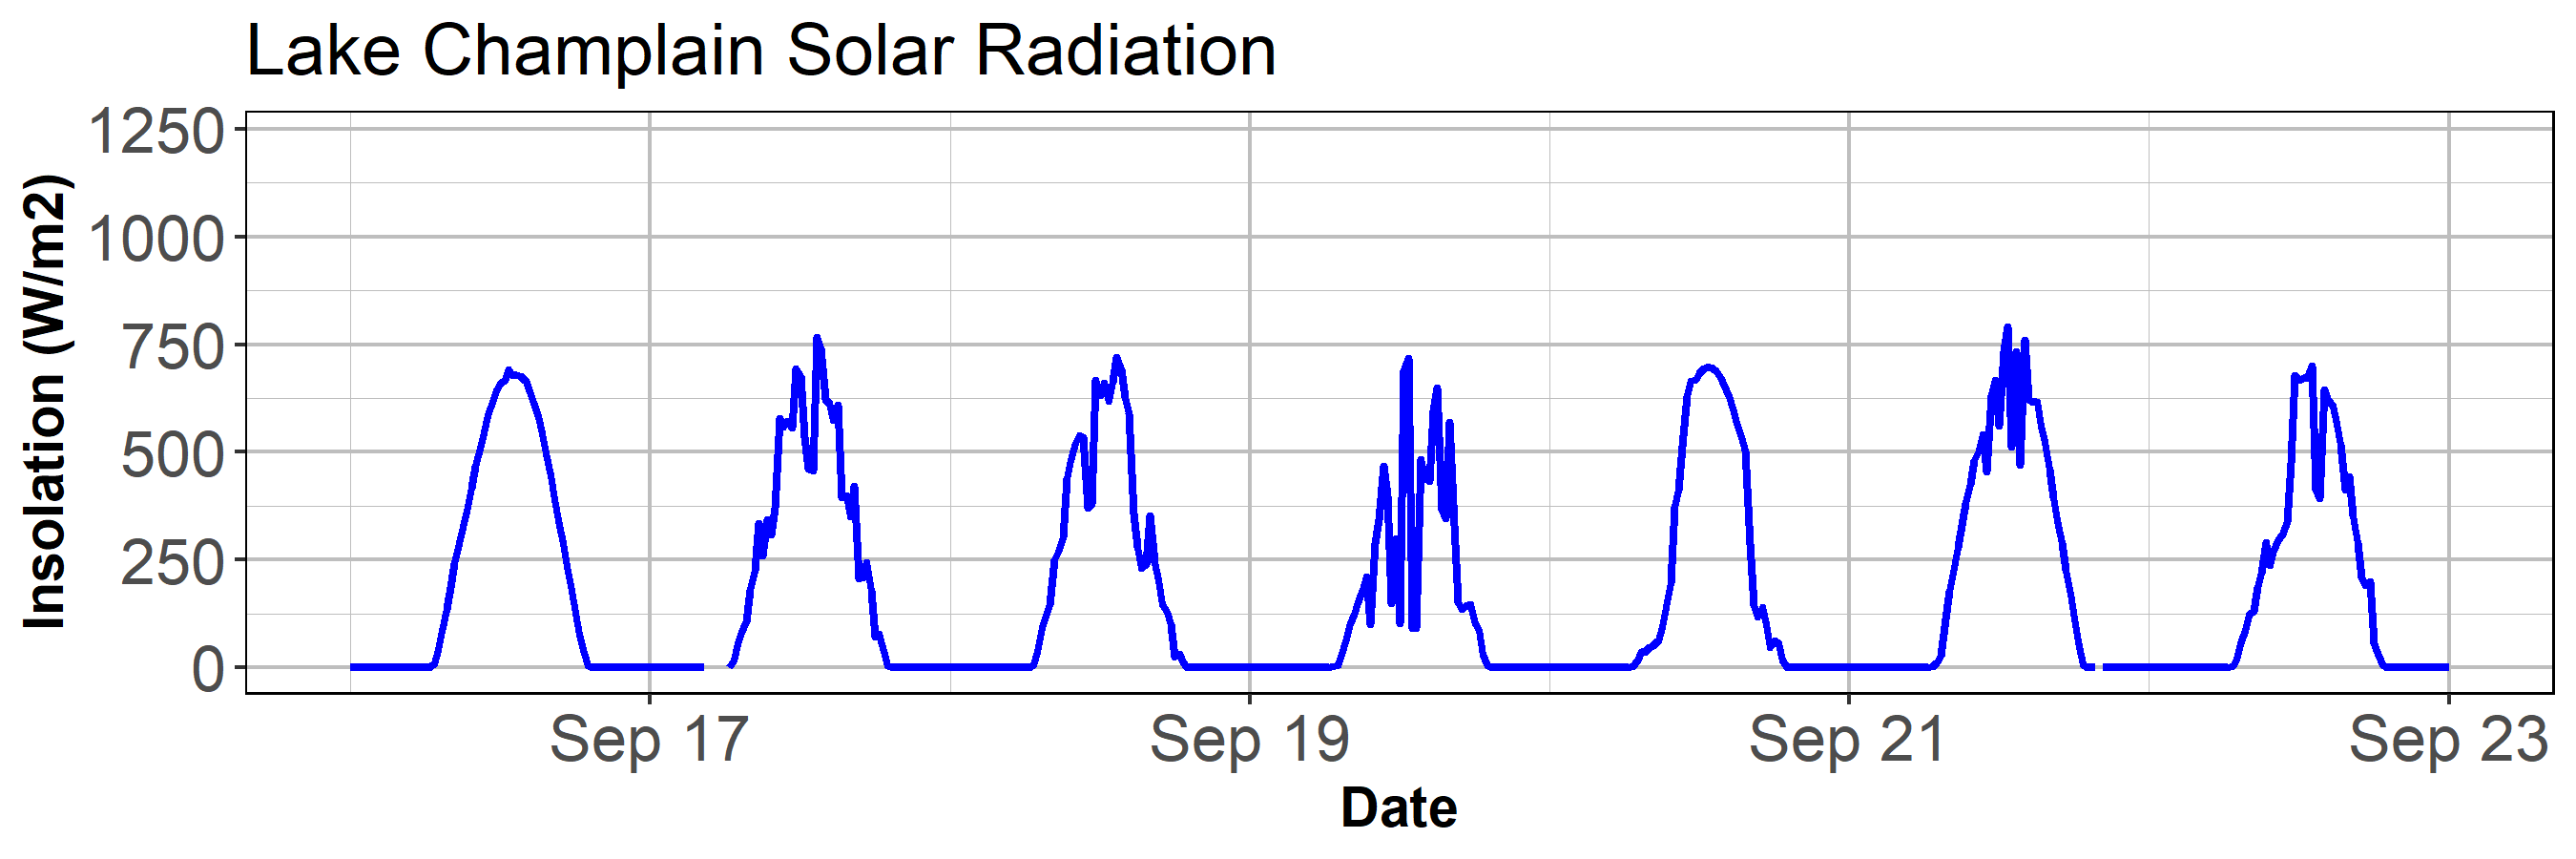 Lake Champlain Solar Radiation
1250
1000
750
500
250
0
Insolation (W/m2)
Sep 17
Sep 19
Sep 21
Sep 23
Date